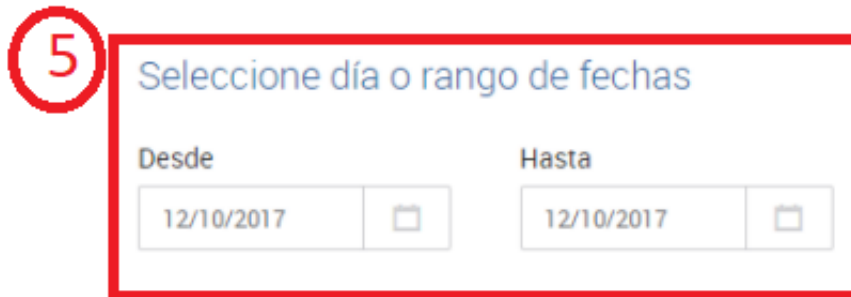 5
Seleccione día o rango de fechas
Desde Hasta
12/10/2017 12/10/2017